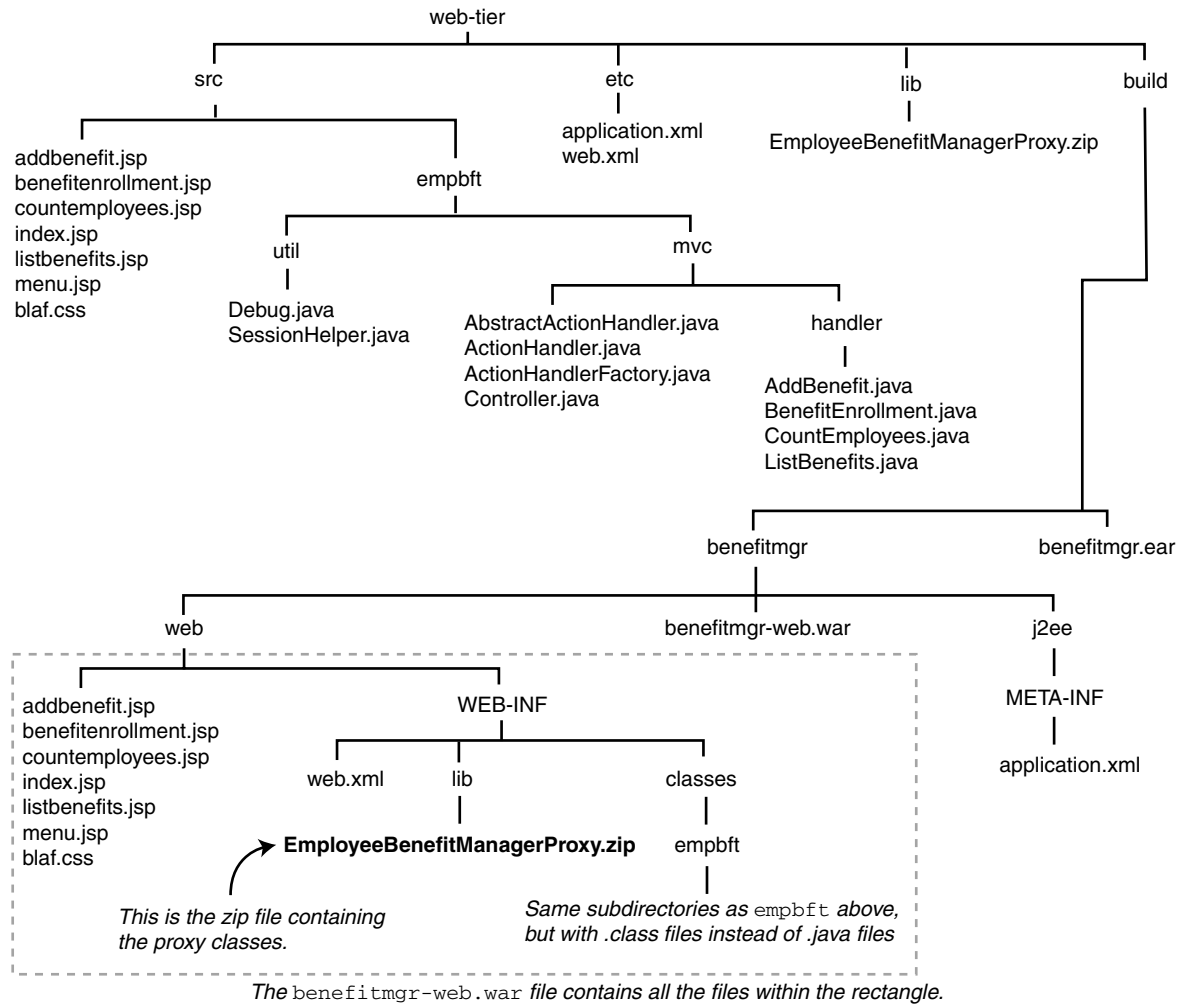 web-tier
src
etc
lib
build
addbenefit.jsp
benefitenrollment.jsp
countemployees.jsp
index.jsp
listbenefits.jsp
menu.jsp
blaf.css
empbft
application.xml
web.xml
EmployeeBenefitManagerProxy.zip
util
mvc
Debug.java
SessionHelper.java
AbstractActionHandler.java
ActionHandler.java
ActionHandlerFactory.java
Controller.java
handler
AddBenefit.java
BenefitEnrollment.java
CountEmployees.java
ListBenefits.java
benefitmgr
benefitmgr.ear
web
benefitmgr-web.war
j2ee
addbenefit.jsp
benefitenrollment.jsp
countemployees.jsp
index.jsp
listbenefits.jsp
menu.jsp
blaf.css
WEB-INF
META-INF
web.xml
lib
classes
application.xml
EmployeeBenefitManagerProxy.zip
empbft
This is the zip file containing
the proxy classes.
Same subdirectories as empbft above,
but with .class files instead of .java files
The benefitmgr-web.war file contains all the files within the rectangle.